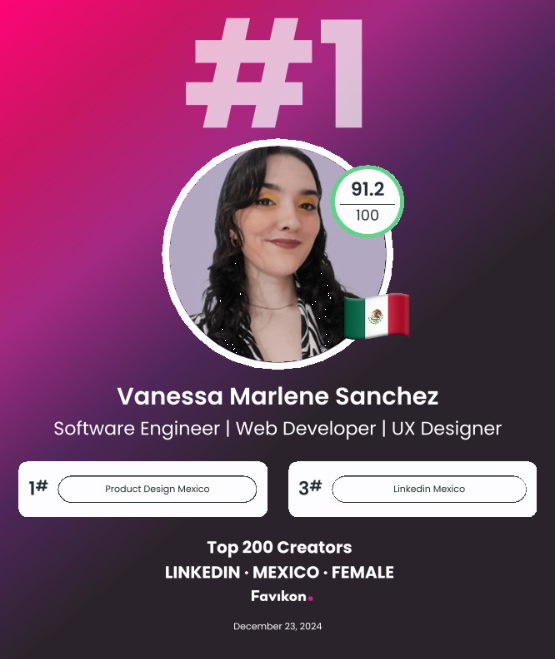 #1
91.2
100
Vanessa Marlene Sanchez
Software Engineer | Web Developer | UX Designer
1# Product Design Mexico
3# Linkedin Mexico
Top 200 Creators
LINKEDIN · MEXICO · FEMALE
Favikon.
December 23, 2024